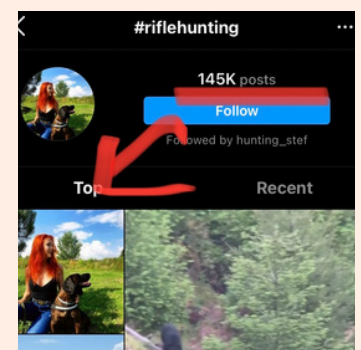 #riflehunting
145K posts
Follow
Followed by hunting_stef
Top
Recent